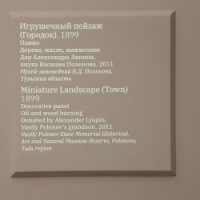 Игрушечный пейзаж
(Городок). 1899
Панно
Дерево, масло, выжигание
Дар Александра Ляпина,
внука Василия Поленова, 2011
Музей-заповедник В.Д. Поленова,
Тульская область
Miniature Landscape (Town)
1899
Decorative panel
Oil and wood burning
Donated by Alexander Lyapin,
Vasily Polenov's grandson, 2011
Vasily Polenov State Memorial Historical,
Art and Natural Museum-Reserve, Polenovo,
Tula region